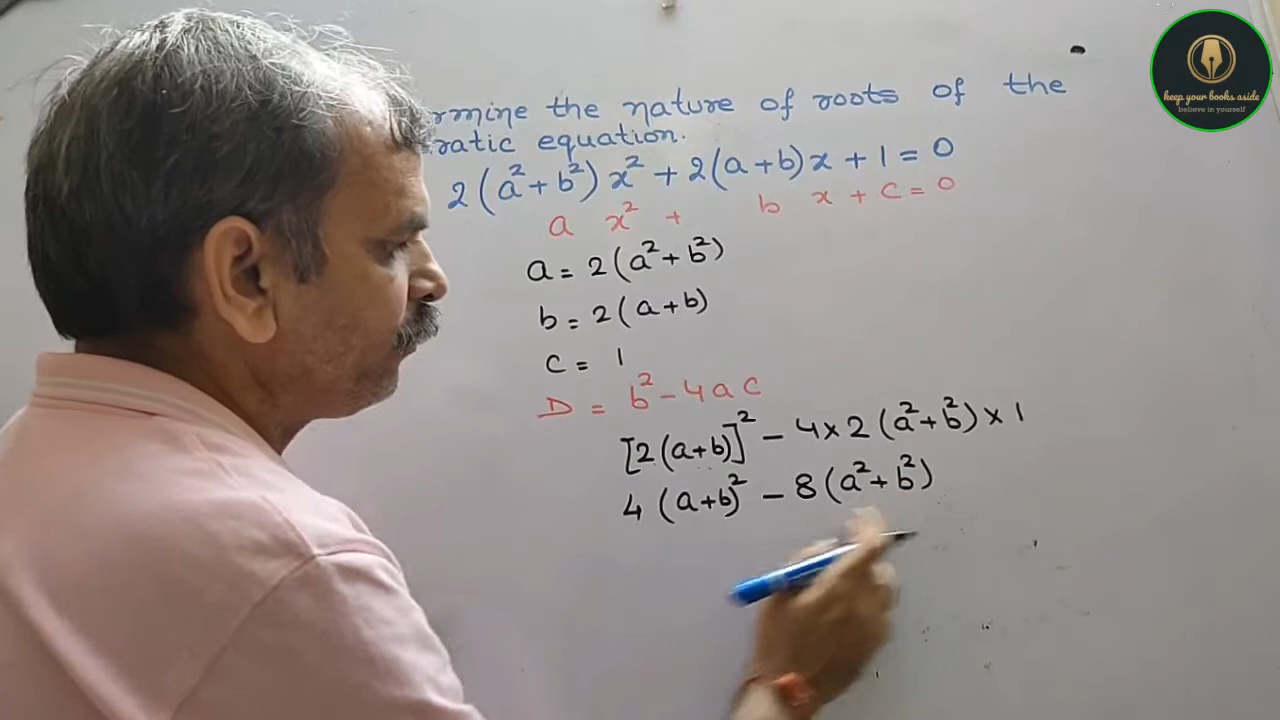 rmine the nature of roots of the
ratic equation.
2(a²+b²)x²+2(a+b)x+1=0
a x² + b x + c = 0
a = 2(a²+b²)
b = 2(a+b)
c = 1
D = b²-4ac
[2(a+b)]² - 4×2(a²+b²)×1
4(a+b)² - 8(a²+b²)
keep your books aside
believe in yourself